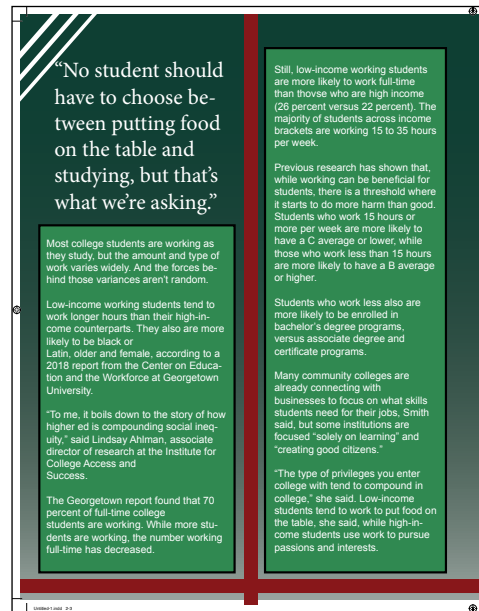 “No student should
have to choose be-
tween putting food
on the table and
studying, but that’s
what we’re asking.”
Most college students are working as
they study, but the amount and type of
work varies widely. And the forces be-
hind those variances aren’t random.
Low-income working students tend to
work longer hours than their high-in-
come counterparts. They also are more
likely to be black or
Latin, older and female, according to a
2018 report from the Center on Educa-
tion and the Workforce at Georgetown
University.
“To me, it boils down to the story of how
higher ed is compounding social ineq-
uity,” said Lindsay Ahlman, associate
director of research at the Institute for
College Access and
Success.
The Georgetown report found that 70
percent of full-time college
students are working. While more stu-
dents are working, the number working
full-time has decreased.
Still, low-income working students
are more likely to work full-time
than thovse who are high income
(26 percent versus 22 percent). The
majority of students across income
brackets are working 15 to 35 hours
per week.
Previous research has shown that,
while working can be beneficial for
students, there is a threshold where
it starts to do more harm than good.
Students who work 15 hours or
more per week are more likely to
have a C average or lower, while
those who work less than 15 hours
are more likely to have a B average
or higher.
Students who work less also are
more likely to be enrolled in
bachelor’s degree programs,
versus associate degree and
certificate programs.
Many community colleges are
already connecting with
businesses to focus on what skills
students need for their jobs, Smith
said, but some institutions are
focused “solely on learning” and
“creating good citizens.”
“The type of privileges you enter
college with tend to compound in
college,” she said. Low-income
students tend to work to put food on
the table, she said, while high-in-
come students use work to pursue
passions and interests.
Untitled-1.indd 2-3